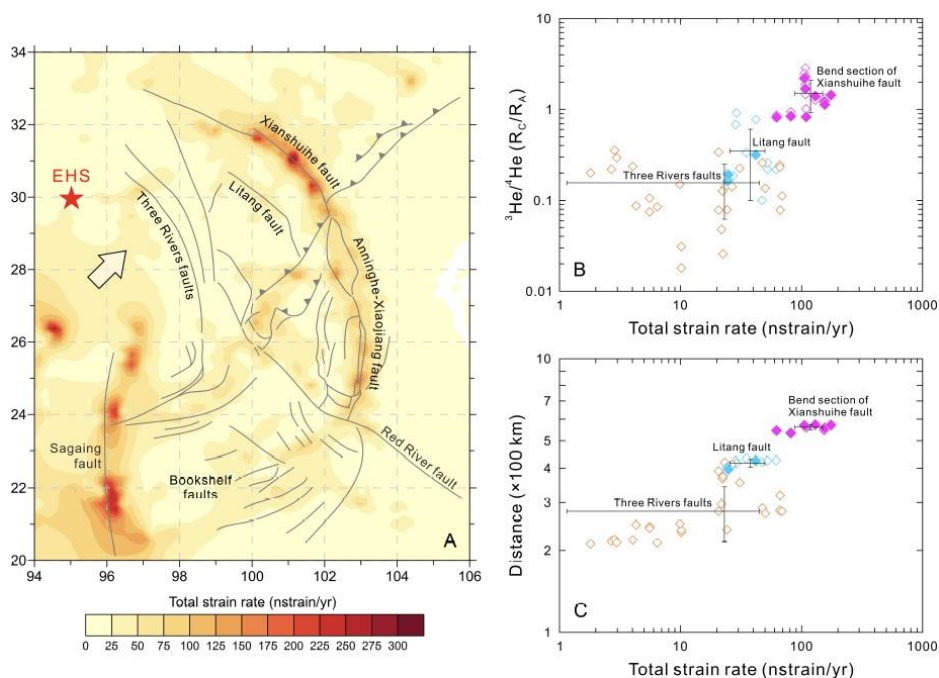 34
32
30
28
26
24
22
20
94
96
98
100
102
104
106
EHS
Xianshuihe fault
Litang fault
Three Rivers faults
Anninghe-Xiaojiang fault
Sagaing
fault
Bookshelf
faults
Red River fault
A
Total strain rate (nstrain/yr)
0 25 50 75 100 125 150 175 200 225 250 275 300
10
1
0.1
0.01
³He/⁴He (RC/RA)
Bend section of
Xianshuihe fault
Litang fault
Three Rivers faults
B
1 10 100 1000
Total strain rate (nstrain/yr)
10
5
4
3
2
1
Distance (×100 km)
Bend section of
Xianshuihe fault
Litang fault
Three Rivers faults
C
1 10 100 1000
Total strain rate (nstrain/yr)